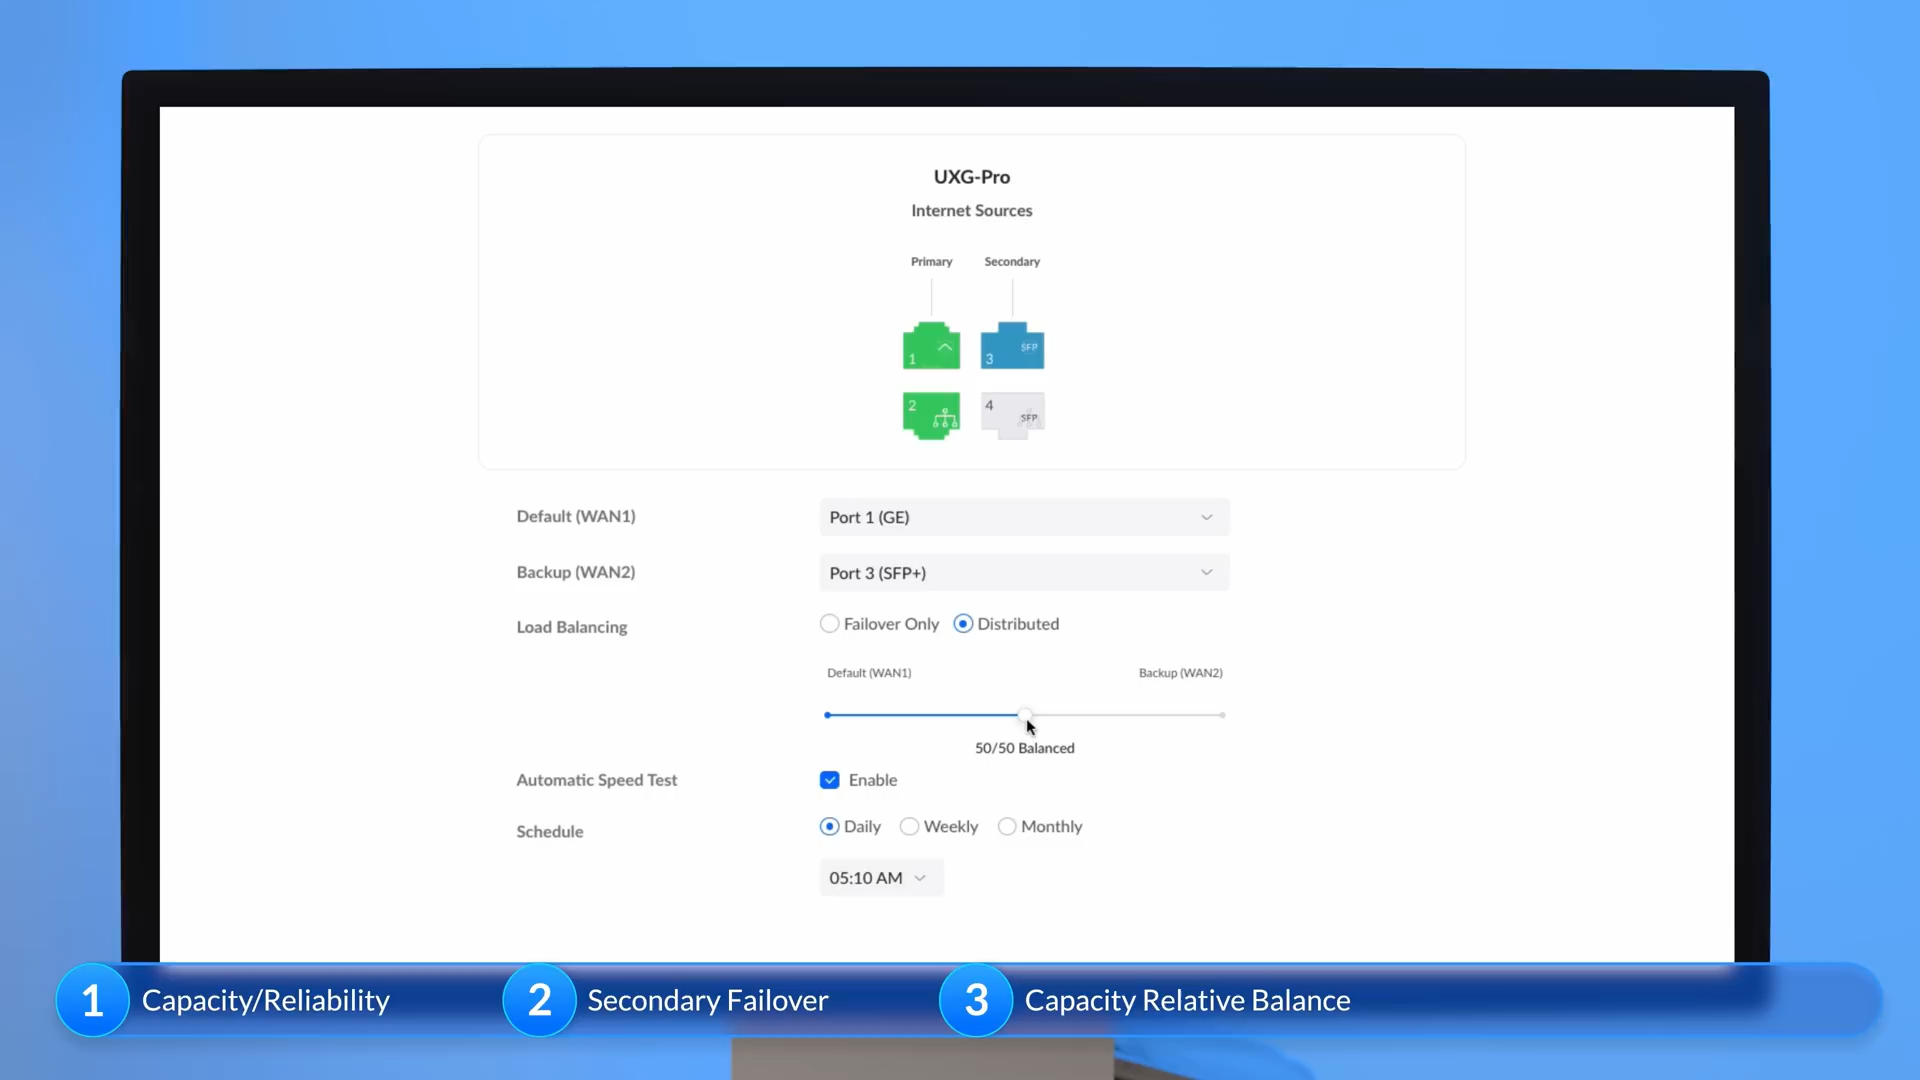 UXG-Pro
Internet Sources
Primary Secondary
1 3 SFP
2 4 SFP
Default (WAN1) Port 1 (GE)
Backup (WAN2) Port 3 (SFP+)
Load Balancing Failover Only Distributed
Default (WAN1) Backup (WAN2)
50/50 Balanced
Automatic Speed Test Enable
Schedule Daily Weekly Monthly
05:10 AM
1 Capacity/Reliability 2 Secondary Failover 3 Capacity Relative Balance